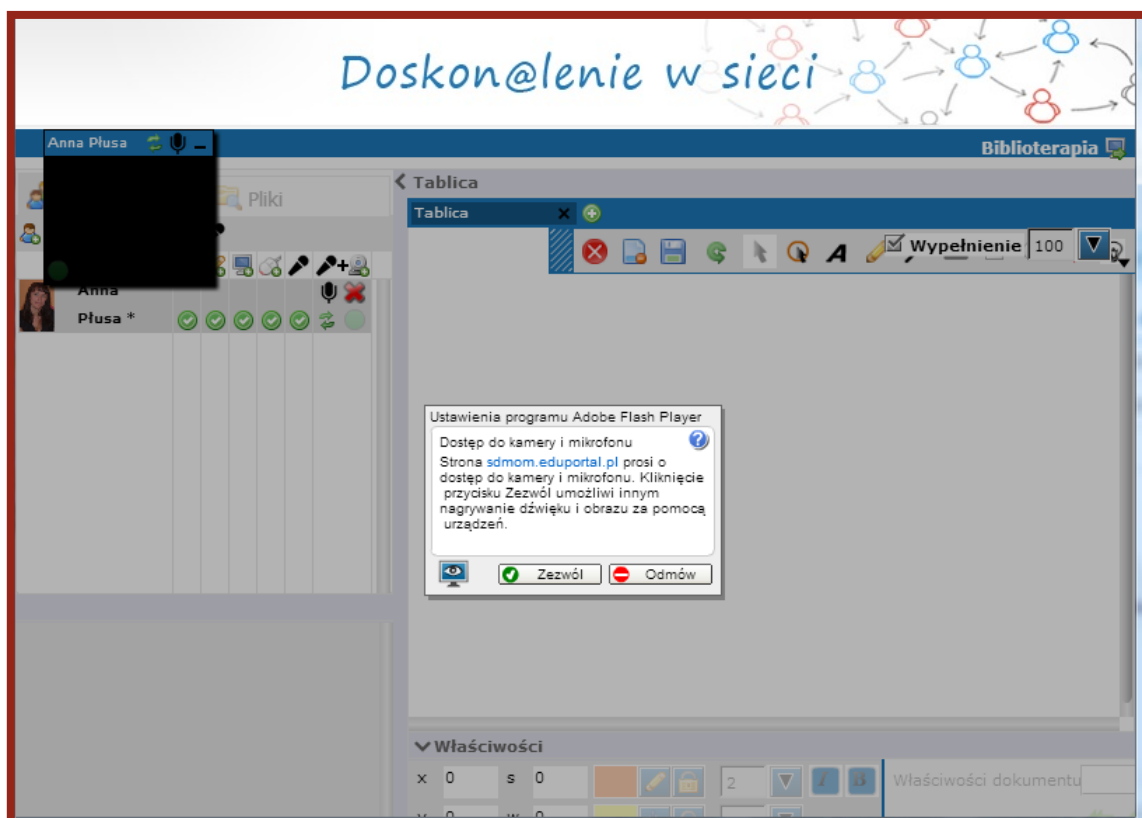 Doskon@lenie w sieci
Anna Płusa
Biblioterapia
Pliki
Tablica
Tablica
Wypełnienie 100
Anna
Płusa *
Ustawienia programu Adobe Flash Player
Dostęp do kamery i mikrofonu
Strona sdmom.eduportal.pl prosi o
dostęp do kamery i mikrofonu. Kliknięcie
przycisku Zezwól umożliwi innym
nagrywanie dźwięku i obrazu za pomocą
urządzeń.
Zezwól Odmów
Właściwości
x 0 s 0 2 T B Właściwości dokumentu